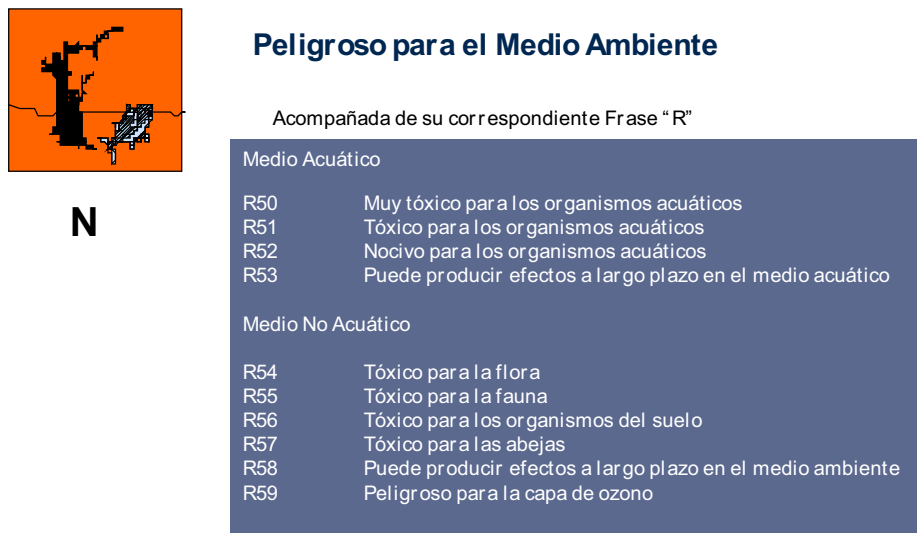 Peligroso para el Medio Ambiente
Acompañada de su correspondiente Frase “R”
N
Medio Acuático
R50 Muy tóxico para los organismos acuáticos
R51 Tóxico para los organismos acuáticos
R52 Nocivo para los organismos acuáticos
R53 Puede producir efectos a largo plazo en el medio acuático
Medio No Acuático
R54 Tóxico para la flora
R55 Tóxico para la fauna
R56 Tóxico para los organismos del suelo
R57 Tóxico para las abejas
R58 Puede producir efectos a largo plazo en el medio ambiente
R59 Peligroso para la capa de ozono